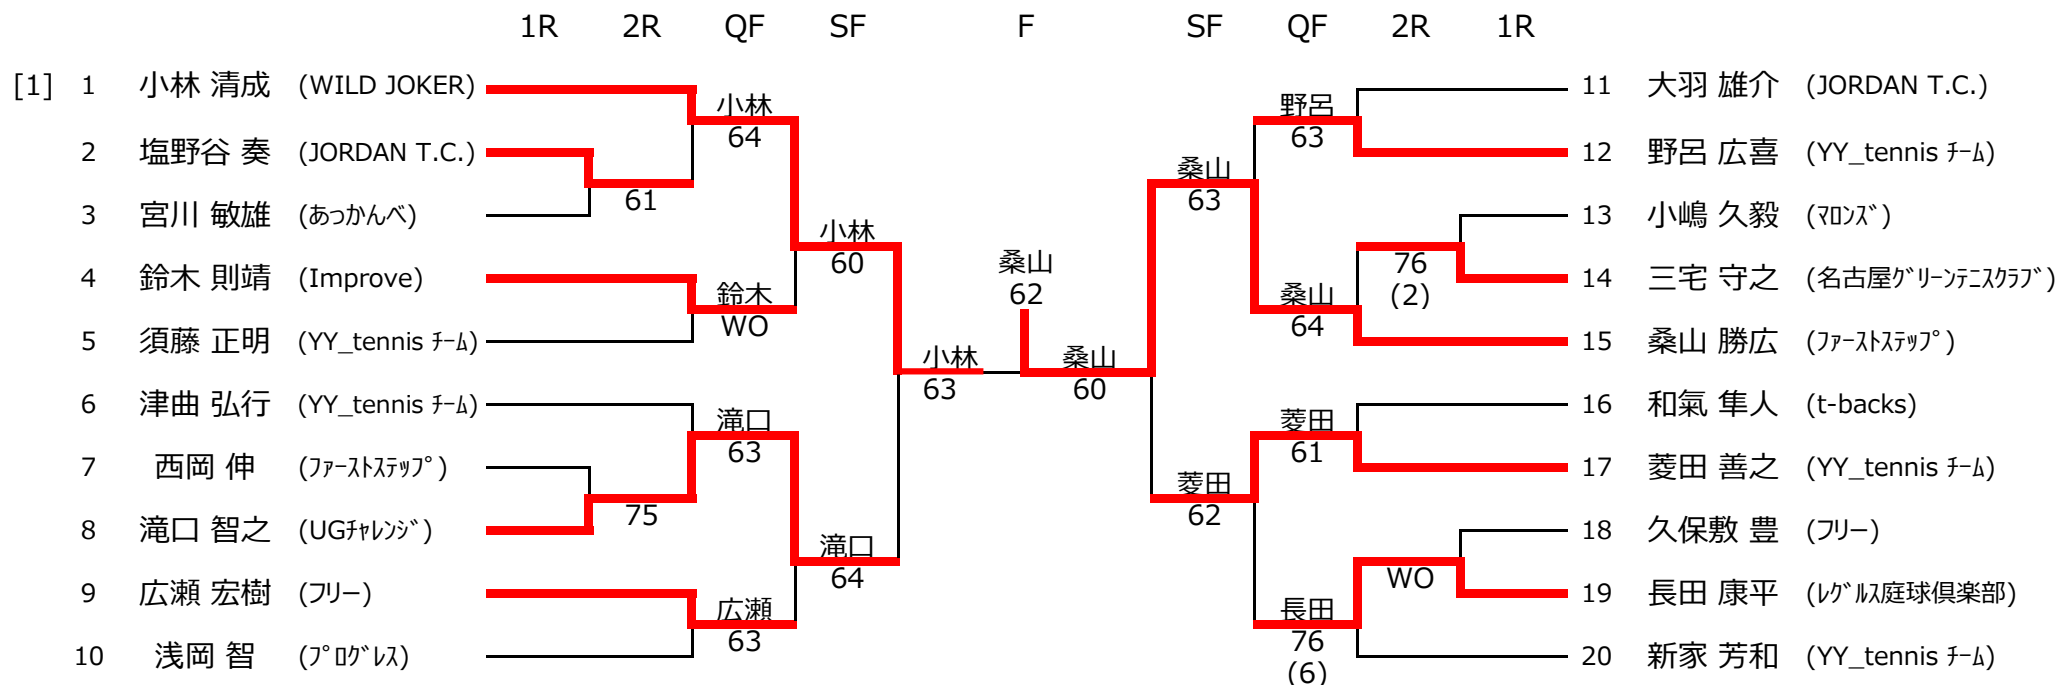 1R 2R QF SF F SF QF 2R 1R
[1] 1 小林 清成 (WILD JOKER)
2 塩野谷 奏 (JORDAN T.C.)
3 宮川 敏雄 (あっかんべ)
4 鈴木 則靖 (Improve)
5 須藤 正明 (YY_tennis ﾁｰﾑ)
6 津曲 弘行 (YY_tennis ﾁｰﾑ)
7 西岡 伸 (ﾌｧｰｽﾄｽﾃｯﾌﾟ)
8 滝口 智之 (UGﾁｬﾚﾝｼﾞ)
9 広瀬 宏樹 (フリー)
10 浅岡 智 (ﾌﾟﾛｸﾞﾚｽ)
61
75
小林
64
鈴木
WO
滝口
63
広瀬
63
小林
60
滝口
64
小林
63
桑山
62
桑山
60
桑山
63
菱田
62
野呂
63
桑山
64
菱田
61
長田
76
(6)
76
(2)
WO
11 大羽 雄介 (JORDAN T.C.)
12 野呂 広喜 (YY_tennis ﾁｰﾑ)
13 小嶋 久毅 (ﾏﾛﾝｽﾞ)
14 三宅 守之 (名古屋ｸﾞﾘｰﾝﾃﾆｽｸﾗﾌﾞ)
15 桑山 勝広 (ﾌｧｰｽﾄｽﾃｯﾌﾟ)
16 和氣 隼人 (t-backs)
17 菱田 善之 (YY_tennis ﾁｰﾑ)
18 久保敷 豊 (フリー)
19 長田 康平 (ﾚｸﾞﾙｽ庭球倶楽部)
20 新家 芳和 (YY_tennis ﾁｰﾑ)